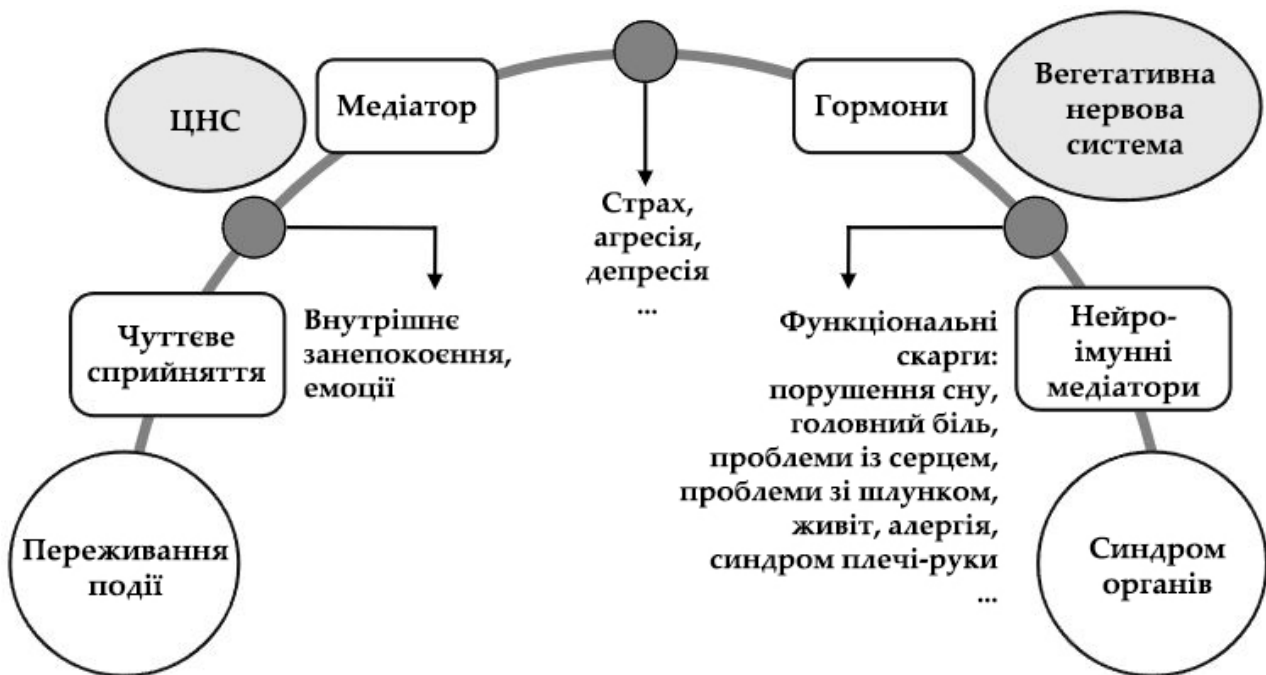 ЦНС
Медіатор
Гормони
Вегетативна
нервова
система
Страх,
агресія,
депресія
...
Чуттєве
сприйняття
Внутрішнє
занепокоєння,
емоції
Функціональні
скарги:
порушення сну,
головний біль,
проблеми із серцем,
проблеми зі шлунком,
живіт, алергія,
синдром плечі-руки
...
Нейро-
імунні
медіатори
Переживання
події
Синдром
органів